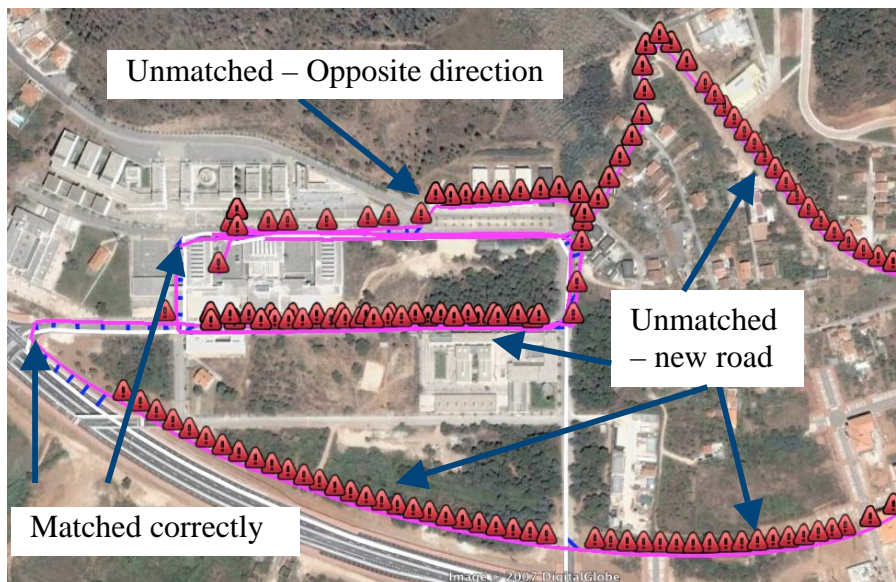 Unmatched – Opposite direction
Unmatched
– new road
Matched correctly
Image © 2007 DigitalGlobe